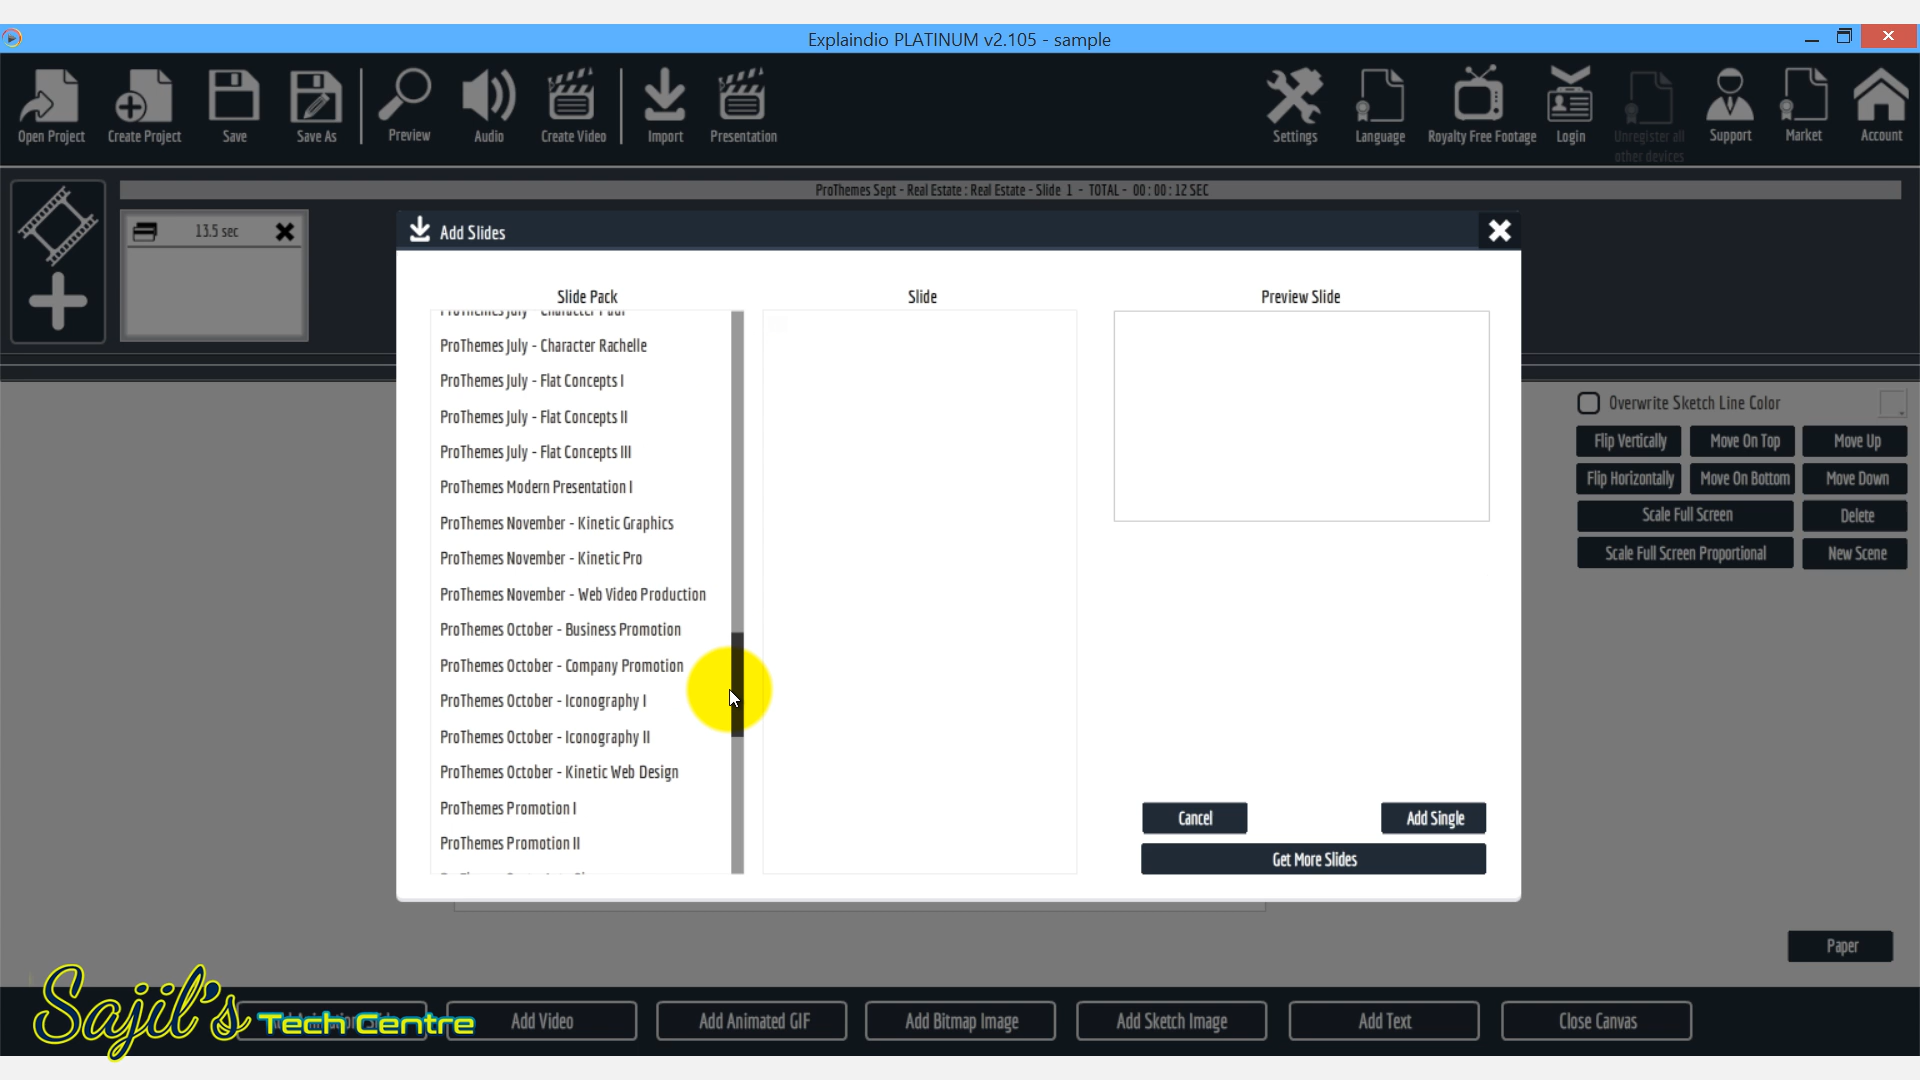 Explaindio PLATINUM v2.105 - sample
Open Project
Create Project
Save
Save As
Preview
Audio
Create Video
Import
Presentation
Settings
Language
Royalty Free Footage
Login
Unregister all
other devices
Support
Market
Account
ProThemes Sept - Real Estate : Real Estate - Slide 1 - TOTAL - 00 : 00 : 12 SEC
13.5 sec
Add Slides
Slide Pack
Slide
Preview Slide
ProThemes July - Character Paul
ProThemes July - Character Rachelle
ProThemes July - Flat Concepts I
ProThemes July - Flat Concepts II
ProThemes July - Flat Concepts III
ProThemes Modern Presentation I
ProThemes November - Kinetic Graphics
ProThemes November - Kinetic Pro
ProThemes November - Web Video Production
ProThemes October - Business Promotion
ProThemes October - Company Promotion
ProThemes October - Iconography I
ProThemes October - Iconography II
ProThemes October - Kinetic Web Design
ProThemes Promotion I
ProThemes Promotion II
Cancel
Add Single
Get More Slides
Overwrite Sketch Line Color
Flip Vertically
Move On Top
Move Up
Flip Horizontally
Move On Bottom
Move Down
Scale Full Screen
Delete
Scale Full Screen Proportional
New Scene
Paper
Sajil's Tech Centre
Add Video
Add Animated GIF
Add Bitmap Image
Add Sketch Image
Add Text
Close Canvas